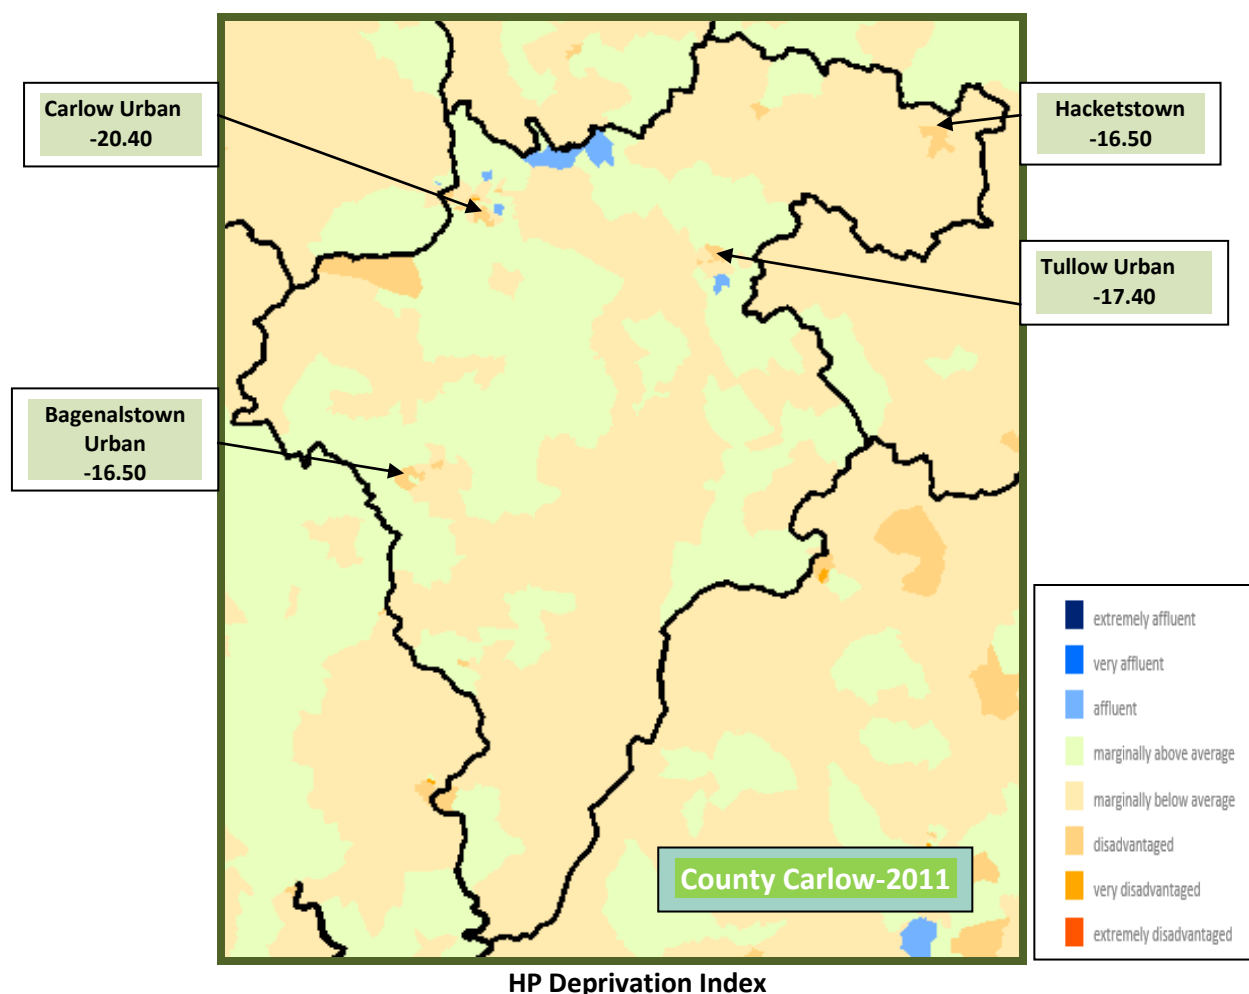 Carlow Urban
-20.40
Hacketstown
-16.50
Tullow Urban
-17.40
Bagenalstown
Urban
-16.50
extremely affluent
very affluent
affluent
marginally above average
marginally below average
disadvantaged
very disadvantaged
extremely disadvantaged
County Carlow-2011
HP Deprivation Index